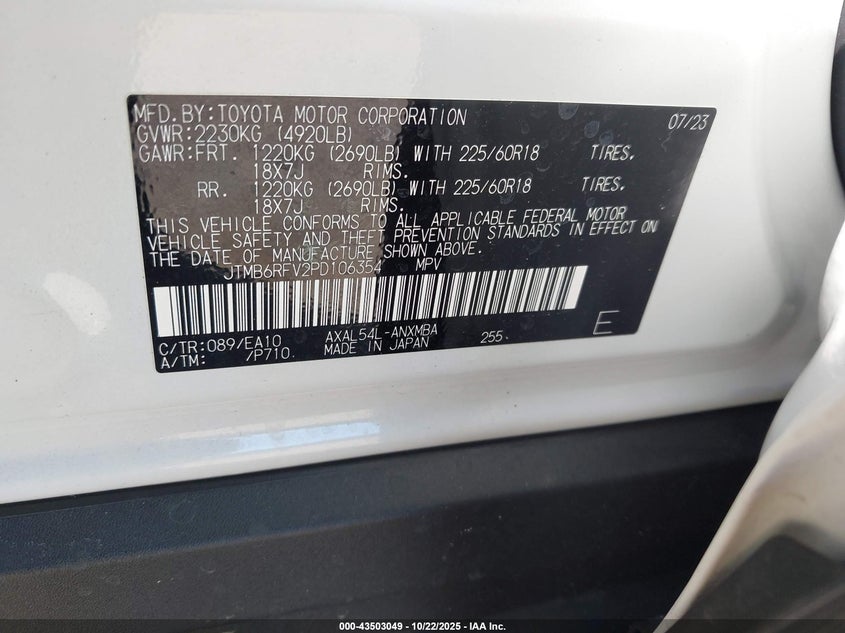 MFD.BY:TOYOTA MOTOR CORPORATION 07/23
GVWR:2230KG (4920LB)
GAWR:FRT. 1220KG (2690LB) WITH 225/60R18 TIRES.
18X7J RIMS.
RR. 1220KG (2690LB) WITH 225/60R18 TIRES.
18X7J RIMS.
THIS VEHICLE CONFORMS TO ALL APPLICABLE FEDERAL MOTOR
VEHICLE SAFETY AND THEFT PREVENTION STANDARDS IN EFFECT ON
THE DATE OF MANUFACTURE SHOWN ABOVE.
JTMB6RFV2PD106354 MPV
C/TR:089/EA10 AXAL54L-ANXMBA 255 E
A/TM: /P710. MADE IN JAPAN
000-43503049 - 10/22/2025 - IAA Inc.